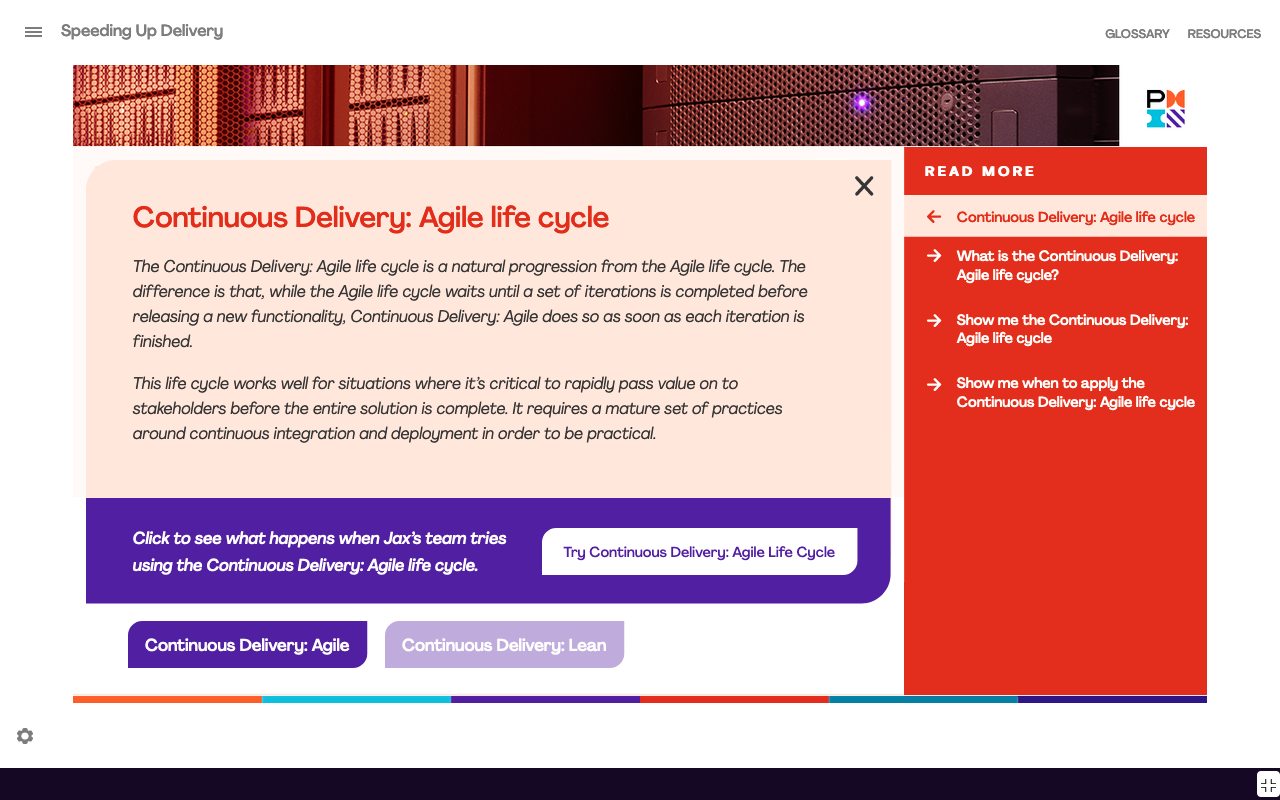 Speeding Up Delivery
GLOSSARY RESOURCES
PMI
READ MORE
Continuous Delivery: Agile life cycle
What is the Continuous Delivery:
Agile life cycle?
Show me the Continuous Delivery:
Agile life cycle
Show me when to apply the
Continuous Delivery: Agile life cycle
Continuous Delivery: Agile life cycle
The Continuous Delivery: Agile life cycle is a natural progression from the Agile life cycle. The
difference is that, while the Agile life cycle waits until a set of iterations is completed before
releasing a new functionality, Continuous Delivery: Agile does so as soon as each iteration is
finished.
This life cycle works well for situations where it’s critical to rapidly pass value on to
stakeholders before the entire solution is complete. It requires a mature set of practices
around continuous integration and deployment in order to be practical.
Click to see what happens when Jax’s team tries
using the Continuous Delivery: Agile life cycle.
Try Continuous Delivery: Agile Life Cycle
Continuous Delivery: Agile
Continuous Delivery: Lean